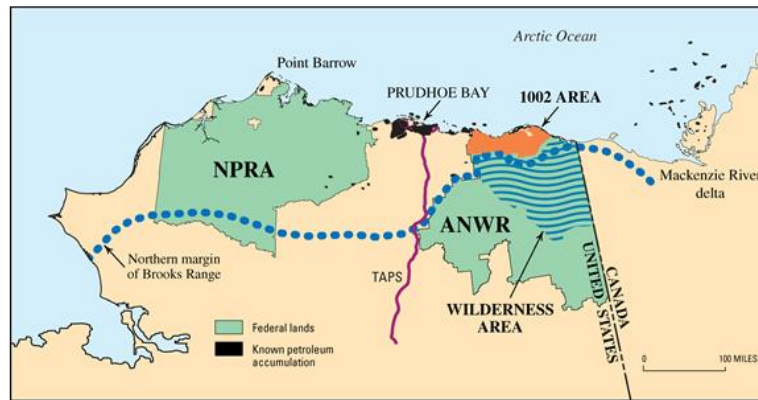 Arctic Ocean
Point Barrow
PRUDHOE BAY
1002 AREA
NPRA
Mackenzie River
delta
ANWR
Northern margin
of Brooks Range
TAPS
WILDERNESS
AREA
CANADA
UNITED STATES
Federal lands
Known petroleum
accumulation
0
100 MILES